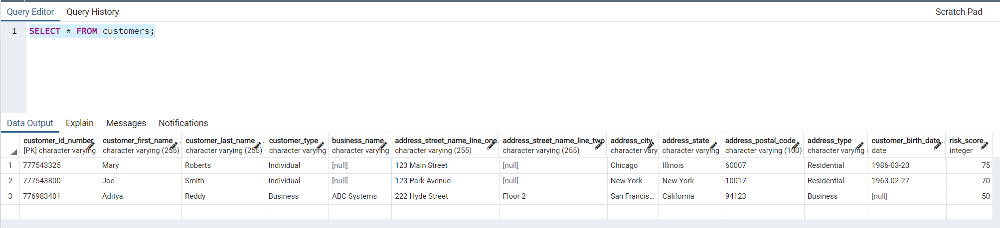 Query Editor Query History Scratch Pad
1 SELECT * FROM customers;
Data Output Explain Messages Notifications
customer_id_number customer_first_name customer_last_name customer_type business_name address_street_name_line_one address_street_name_line_two address_city address_state address_postal_code address_type customer_birth_date risk_score
[PK] character varying character varying (255) character varying (255) character varying character varying character varying (255) character varying (255) character vary character varying character varying (100) character varying ( date integer
1 777543325 Mary Roberts Individual [null] 123 Main Street [null] Chicago Illinois 60007 Residential 1986-03-20 75
2 777543800 Joe Smith Individual [null] 123 Park Avenue [null] New York New York 10017 Residential 1963-02-27 70
3 776983401 Aditya Reddy Business ABC Systems 222 Hyde Street Floor 2 San Francis... California 94123 Business [null] 50